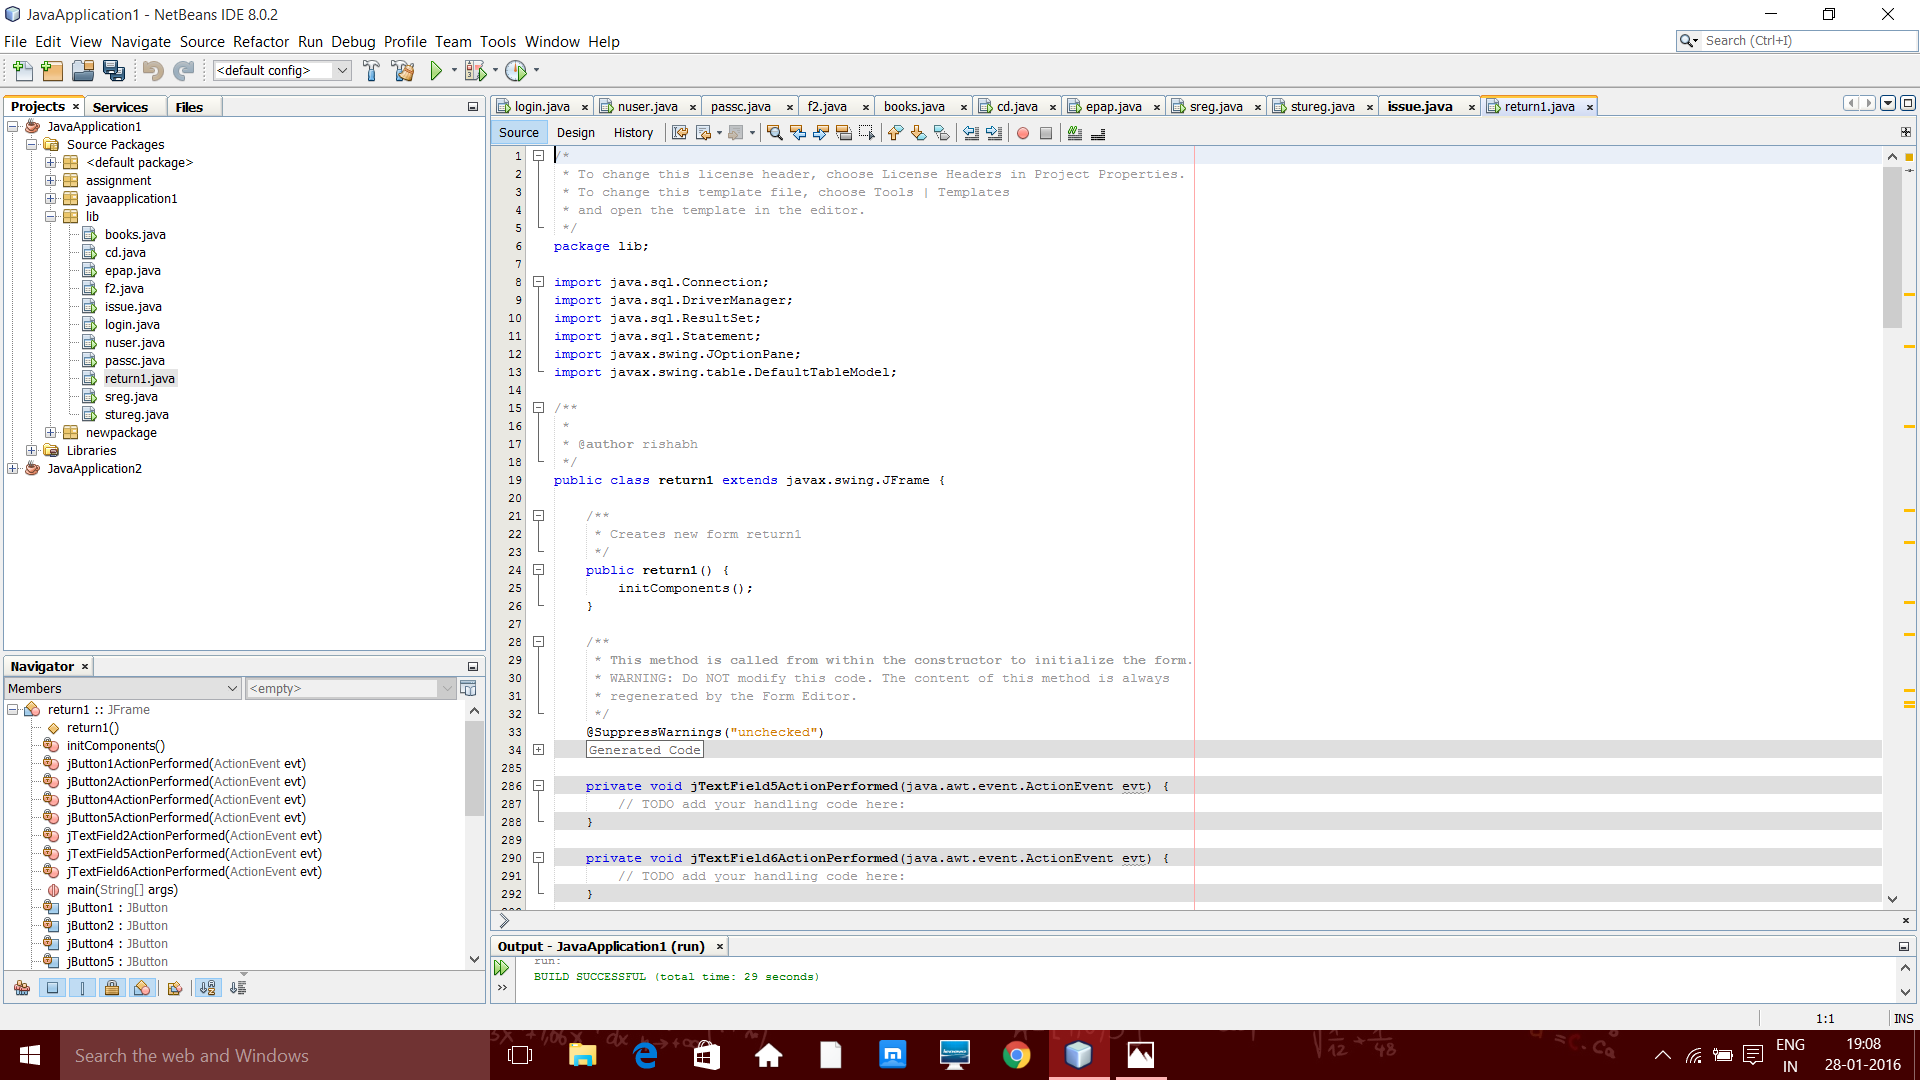 JavaApplication1 - NetBeans IDE 8.0.2
File Edit View Navigate Source Refactor Run Debug Profile Team Tools Window Help
Search (Ctrl+I)
<default config>
Projects
Services
Files
JavaApplication1
Source Packages
<default package>
assignment
javaapplication1
lib
books.java
cd.java
epap.java
f2.java
issue.java
login.java
nuser.java
passc.java
return1.java
sreg.java
stureg.java
newpackage
Libraries
JavaApplication2
Navigator
Members
<empty>
return1 :: JFrame
return1()
initComponents()
jButton1ActionPerformed(ActionEvent evt)
jButton2ActionPerformed(ActionEvent evt)
jButton4ActionPerformed(ActionEvent evt)
jButton5ActionPerformed(ActionEvent evt)
jTextField2ActionPerformed(ActionEvent evt)
jTextField5ActionPerformed(ActionEvent evt)
jTextField6ActionPerformed(ActionEvent evt)
main(String[] args)
jButton1 : JButton
jButton2 : JButton
jButton4 : JButton
jButton5 : JButton
login.java nuser.java passc.java f2.java books.java cd.java epap.java sreg.java stureg.java issue.java return1.java
Source Design History
1 /*
2 * To change this license header, choose License Headers in Project Properties.
3 * To change this template file, choose Tools | Templates
4 * and open the template in the editor.
5 */
6 package lib;
7
8 import java.sql.Connection;
9 import java.sql.DriverManager;
10 import java.sql.ResultSet;
11 import java.sql.Statement;
12 import javax.swing.JOptionPane;
13 import javax.swing.table.DefaultTableModel;
14
15 /**
16 *
17 * @author rishabh
18 */
19 public class return1 extends javax.swing.JFrame {
20
21 /**
22 * Creates new form return1
23 */
24 public return1() {
25 initComponents();
26 }
27
28 /**
29 * This method is called from within the constructor to initialize the form.
30 * WARNING: Do NOT modify this code. The content of this method is always
31 * regenerated by the Form Editor.
32 */
33 @SuppressWarnings("unchecked")
34 Generated Code
285
286 private void jTextField5ActionPerformed(java.awt.event.ActionEvent evt) {
287 // TODO add your handling code here:
288 }
289
290 private void jTextField6ActionPerformed(java.awt.event.ActionEvent evt) {
291 // TODO add your handling code here:
292 }
Output - JavaApplication1 (run)
run:
BUILD SUCCESSFUL (total time: 29 seconds)
1:1
INS
Search the web and Windows
ENG
IN
19:08
28-01-2016